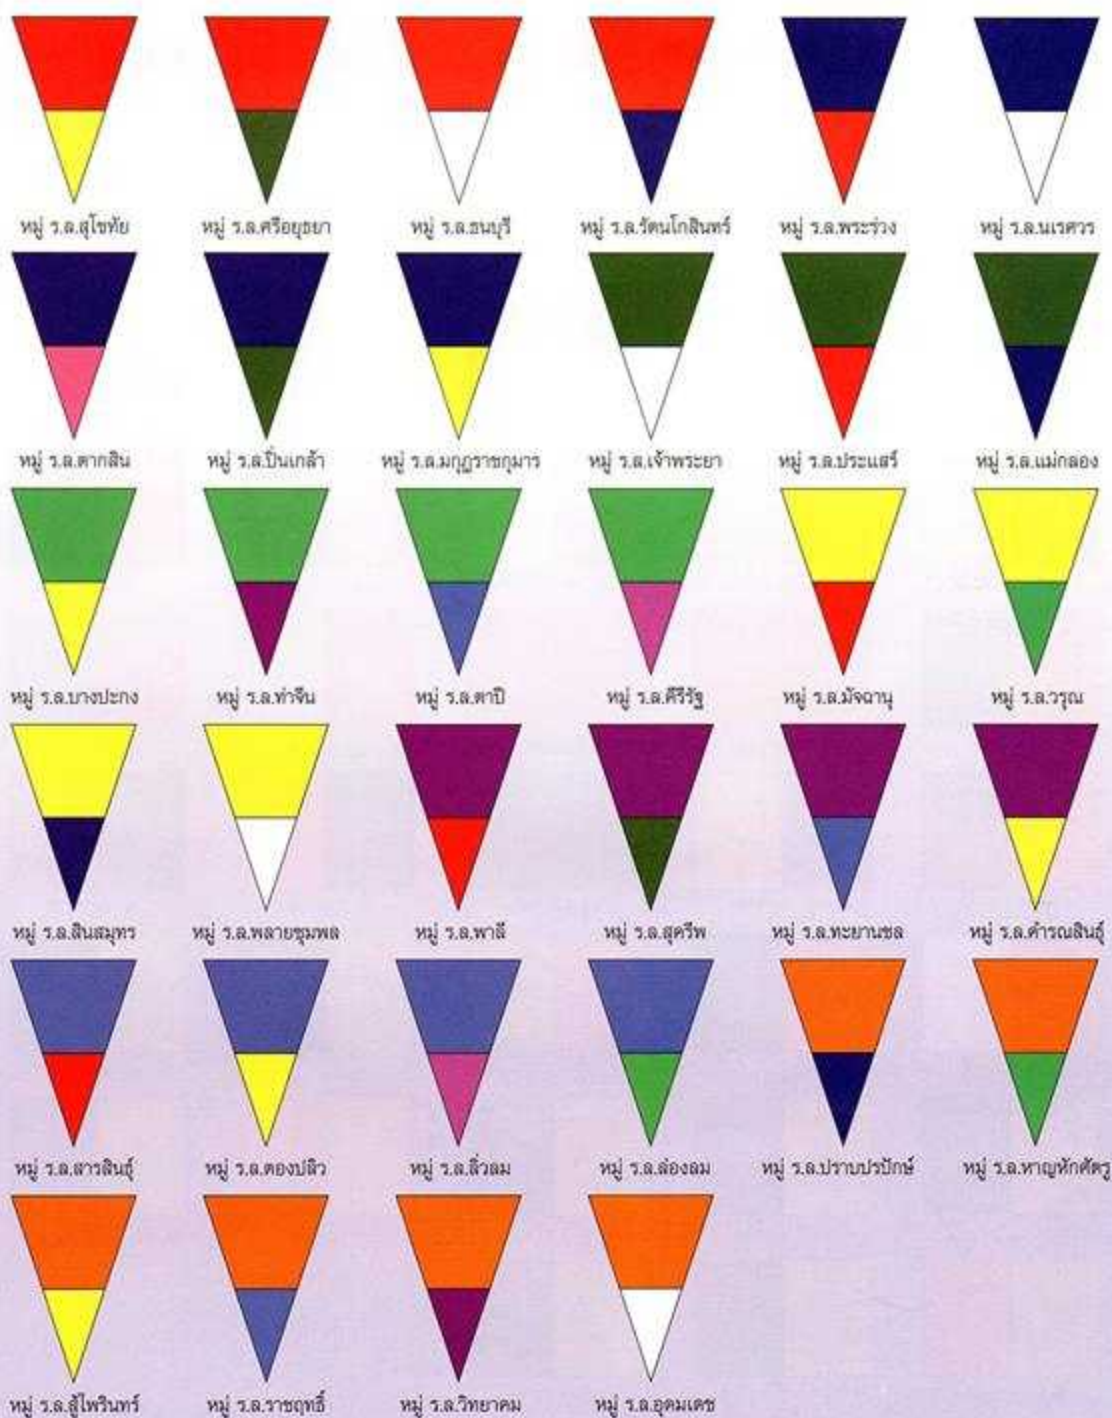 หมู่ ร.ล.สุโขทัย
หมู่ ร.ล.ศรีอยุธยา
หมู่ ร.ล.ธนบุรี
หมู่ ร.ล.รัตนโกสินทร์
หมู่ ร.ล.พระร่วง
หมู่ ร.ล.นเรศวร
หมู่ ร.ล.ตากสิน
หมู่ ร.ล.ปิ่นเกล้า
หมู่ ร.ล.มกุฎราชกุมาร
หมู่ ร.ล.เจ้าพระยา
หมู่ ร.ล.ประแสร์
หมู่ ร.ล.แม่กลอง
หมู่ ร.ล.บางปะกง
หมู่ ร.ล.ท่าจีน
หมู่ ร.ล.ตาปี
หมู่ ร.ล.คีรีรัฐ
หมู่ ร.ล.มัจฉานุ
หมู่ ร.ล.วรุณ
หมู่ ร.ล.สินสมุทร
หมู่ ร.ล.พลายชุมพล
หมู่ ร.ล.พาลี
หมู่ ร.ล.สุครีพ
หมู่ ร.ล.ทะยานชล
หมู่ ร.ล.คำรณสินธุ์
หมู่ ร.ล.สารสินธุ์
หมู่ ร.ล.ตองปลิว
หมู่ ร.ล.ลิ่วลม
หมู่ ร.ล.ล่องลม
หมู่ ร.ล.ปราบปรปักษ์
หมู่ ร.ล.หาญหักศัตรู
หมู่ ร.ล.สู้ไพรินทร์
หมู่ ร.ล.ราชฤทธิ์
หมู่ ร.ล.วิทยาคม
หมู่ ร.ล.อุดมเดช